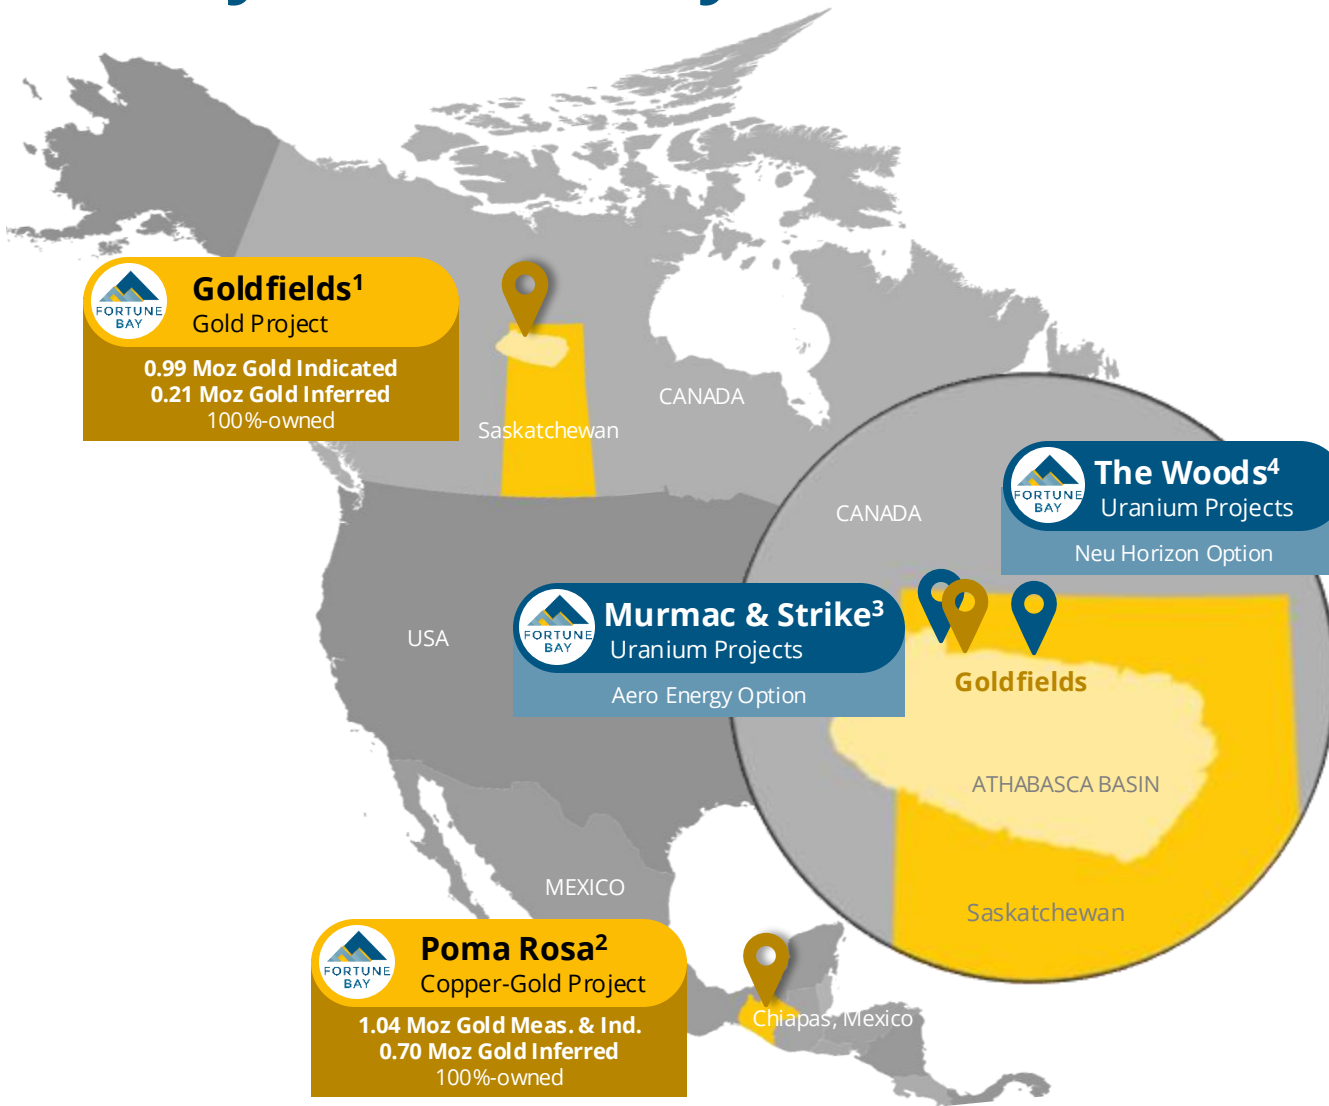 FORTUNE
BAY
Goldfields¹
Gold Project
0.99 Moz Gold Indicated
0.21 Moz Gold Inferred
100%-owned
CANADA
Saskatchewan
FORTUNE
BAY
The Woods⁴
Uranium Projects
Neu Horizon Option
CANADA
FORTUNE
BAY
Murmac & Strike³
Uranium Projects
Aero Energy Option
USA
Goldfields
ATHABASCA BASIN
Saskatchewan
MEXICO
FORTUNE
BAY
Poma Rosa²
Copper-Gold Project
1.04 Moz Gold Meas. & Ind.
0.70 Moz Gold Inferred
100%-owned
Chiapas, Mexico